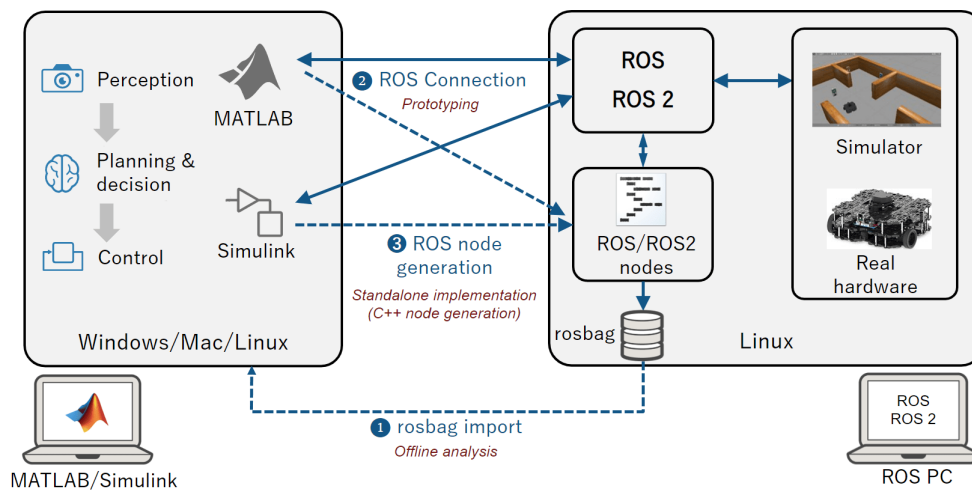 Perception
MATLAB
Planning &
decision
Simulink
Control
Windows/Mac/Linux
MATLAB/Simulink
2 ROS Connection
Prototyping
3 ROS node
generation
Standalone implementation
(C++ node generation)
1 rosbag import
Offline analysis
ROS
ROS 2
ROS/ROS2
nodes
rosbag
Simulator
Real
hardware
Linux
ROS
ROS 2
ROS PC